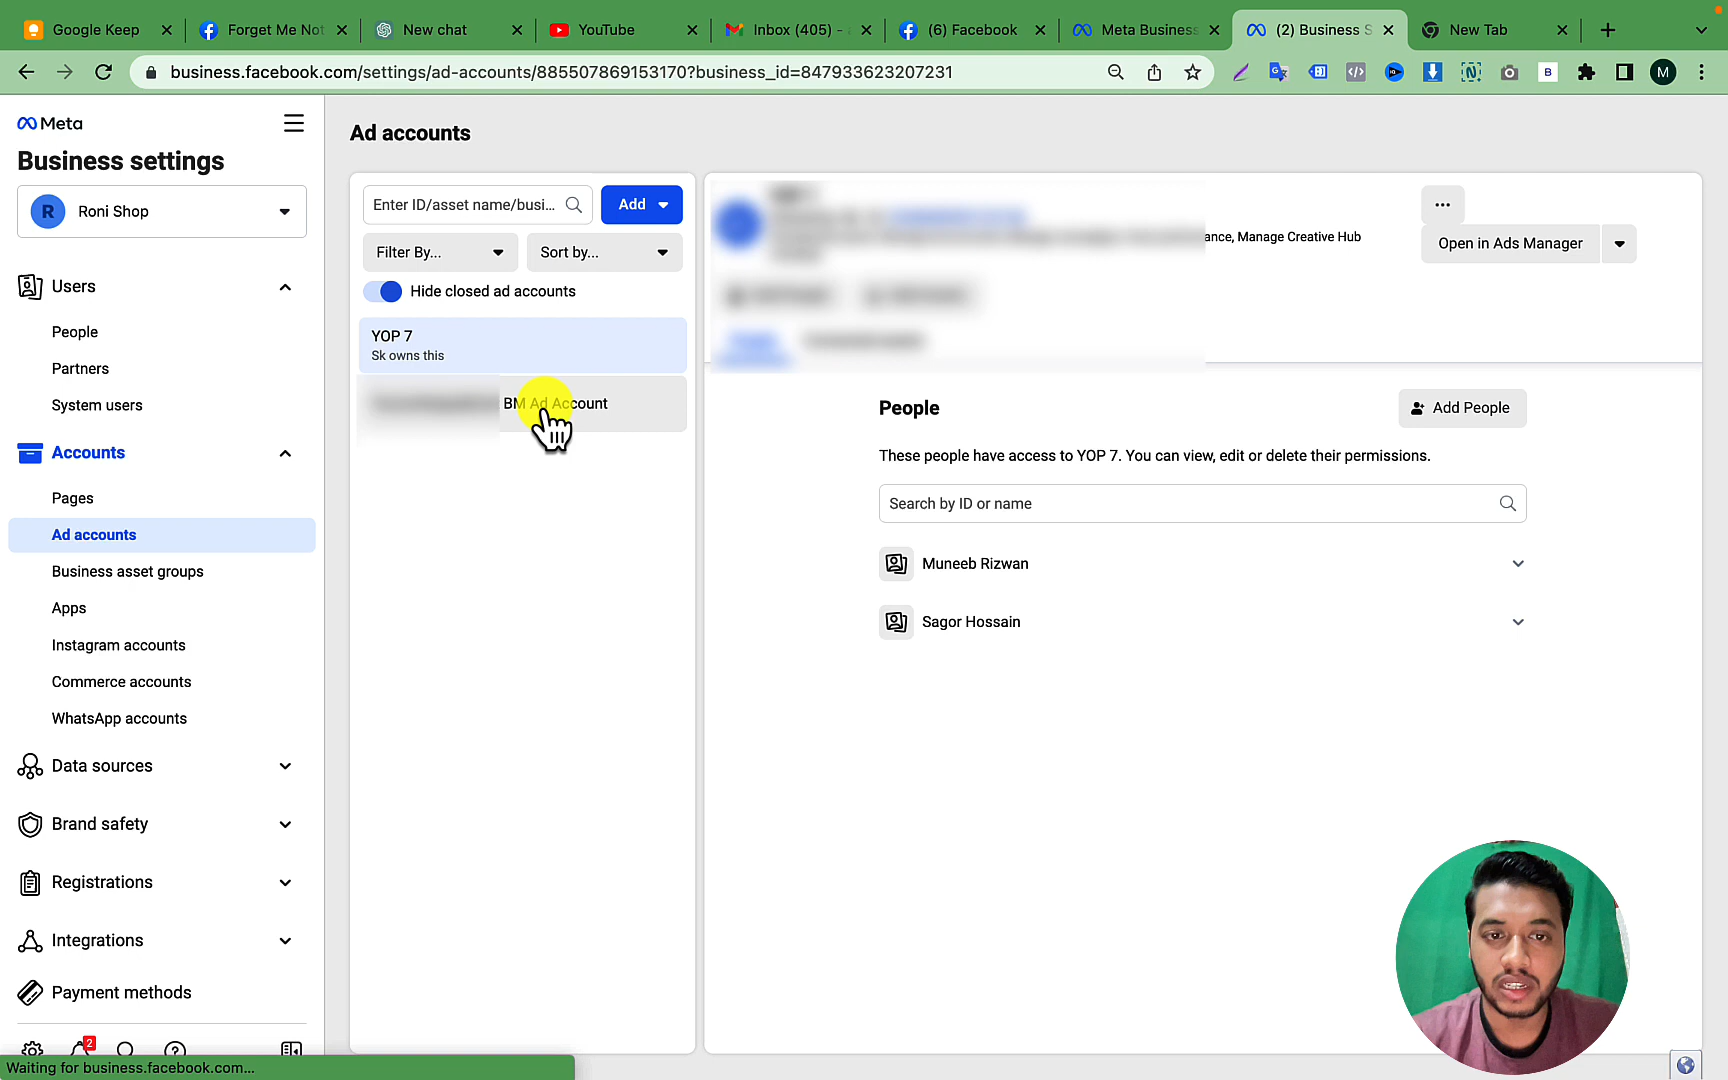 Google Keep
Forget Me Not
New chat
YouTube
Inbox (405) -
(6) Facebook
Meta Business
(2) Business S
New Tab
business.facebook.com/settings/ad-accounts/885507869153170?business_id=847933623207231
B
M
Meta
Business settings
R
Roni Shop
Users
People
Partners
System users
Accounts
Pages
Ad accounts
Business asset groups
Apps
Instagram accounts
Commerce accounts
WhatsApp accounts
Data sources
Brand safety
Registrations
Integrations
Payment methods
2
Waiting for business.facebook.com...
Ad accounts
Enter ID/asset name/busi...
Add
Filter By...
Sort by...
Hide closed ad accounts
YOP 7
Sk owns this
BM Ad Account
ance, Manage Creative Hub
Open in Ads Manager
People
Add People
These people have access to YOP 7. You can view, edit or delete their permissions.
Search by ID or name
Muneeb Rizwan
Sagor Hossain